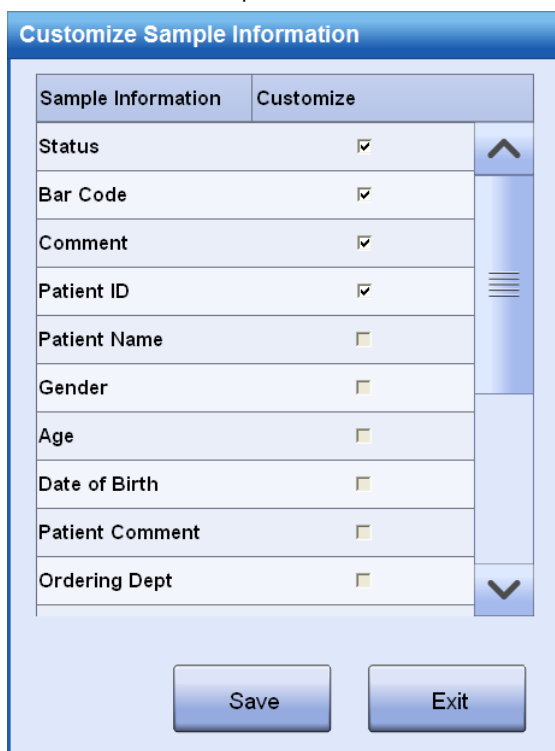 Customize Sample Information
Sample Information Customize
Status
Bar Code
Comment
Patient ID
Patient Name
Gender
Age
Date of Birth
Patient Comment
Ordering Dept
Save Exit